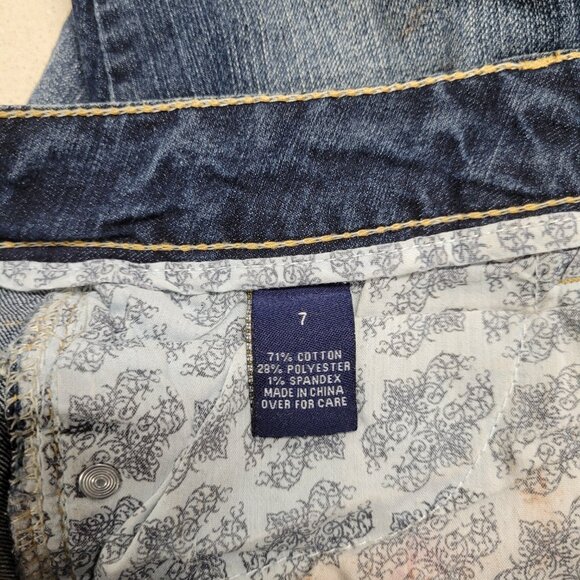 7
71% COTTON
28% POLYESTER
1% SPANDEX
MADE IN CHINA
OVER FOR CARE